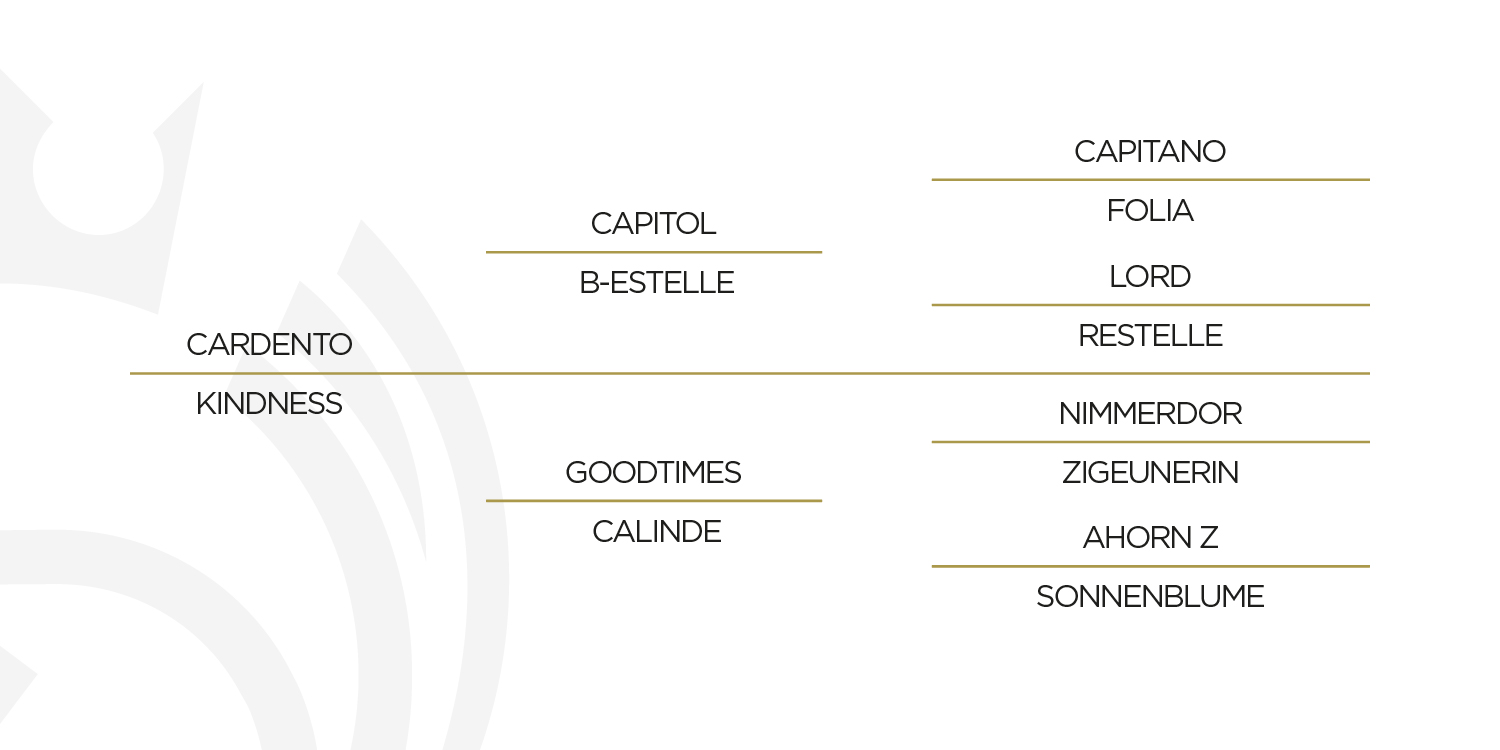 CARDENTO
KINDNESS
CAPITOL
B-ESTELLE
GOODTIMES
CALINDE
CAPITANO
FOLIA
LORD
RESTELLE
NIMMERDOR
ZIGEUNERIN
AHORN Z
SONNENBLUME